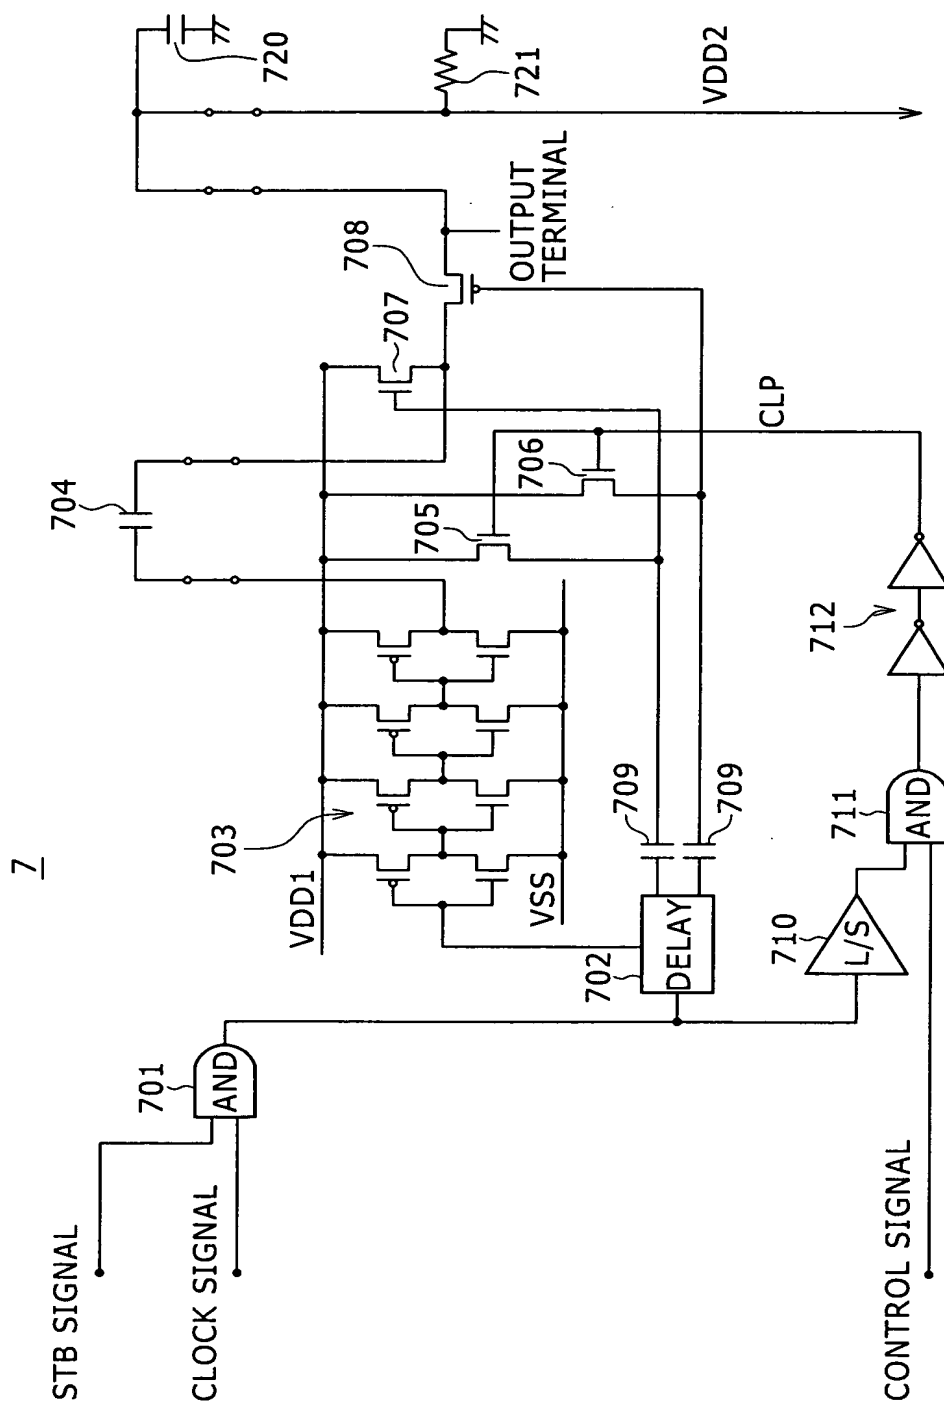 7
STB SIGNAL
CLOCK SIGNAL
CONTROL SIGNAL
701
AND
702
DELAY
703
VDD1
VSS
704
705
706
707
708
709
709
710
L/S
711
AND
712
CLP
OUTPUT
TERMINAL
720
721
VDD2